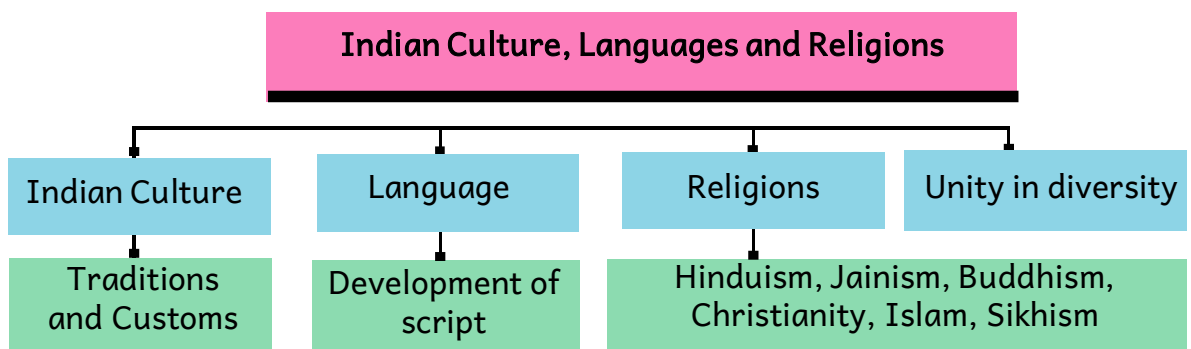 Indian Culture, Languages and Religions
Indian Culture
Language
Religions
Unity in diversity
Traditions
and Customs
Development of
script
Hinduism, Jainism, Buddhism,
Christianity, Islam, Sikhism